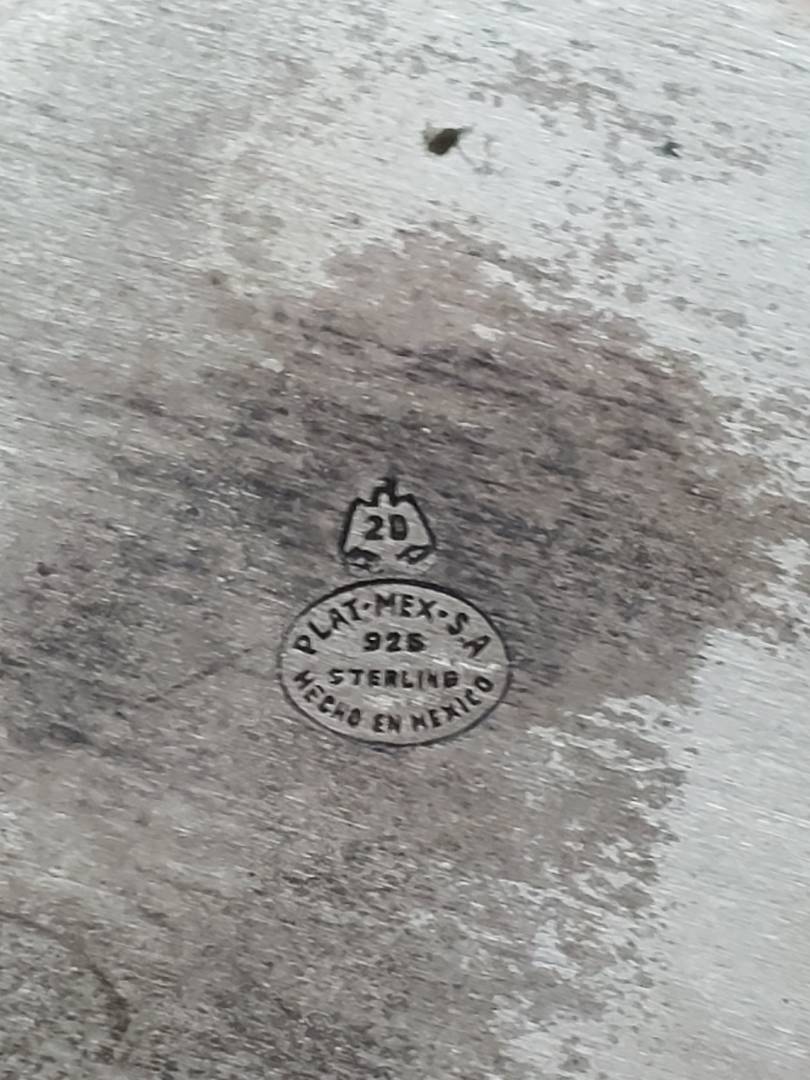 20
PLAT·MEX·S.A
925
STERLING
HECHO EN MEXICO